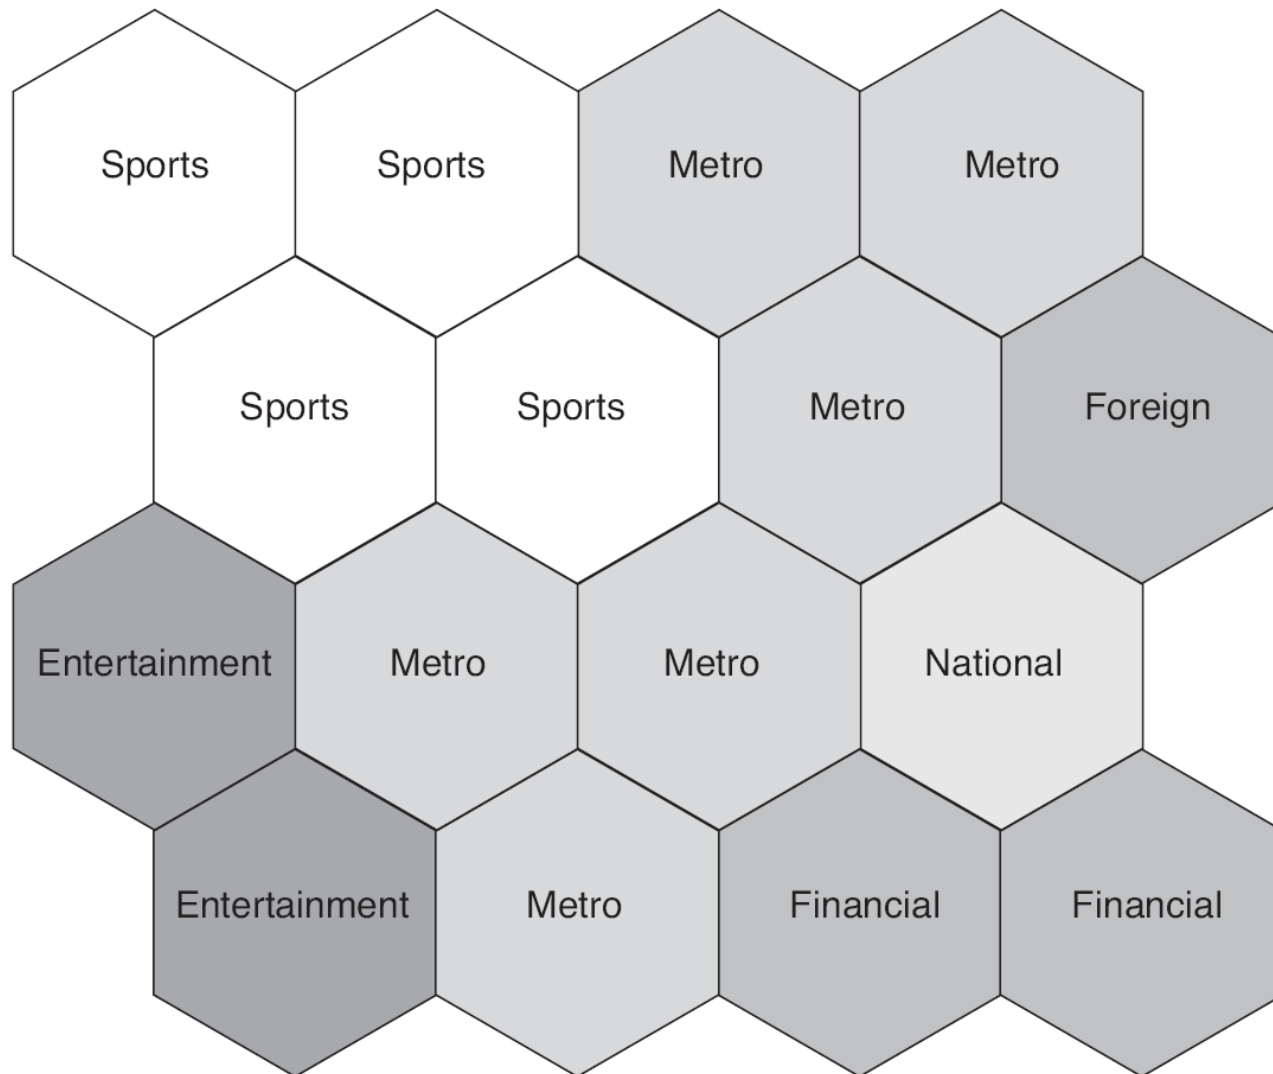 Sports Sports Metro Metro
Sports Sports Metro Foreign
Entertainment Metro Metro National
Entertainment Metro Financial Financial